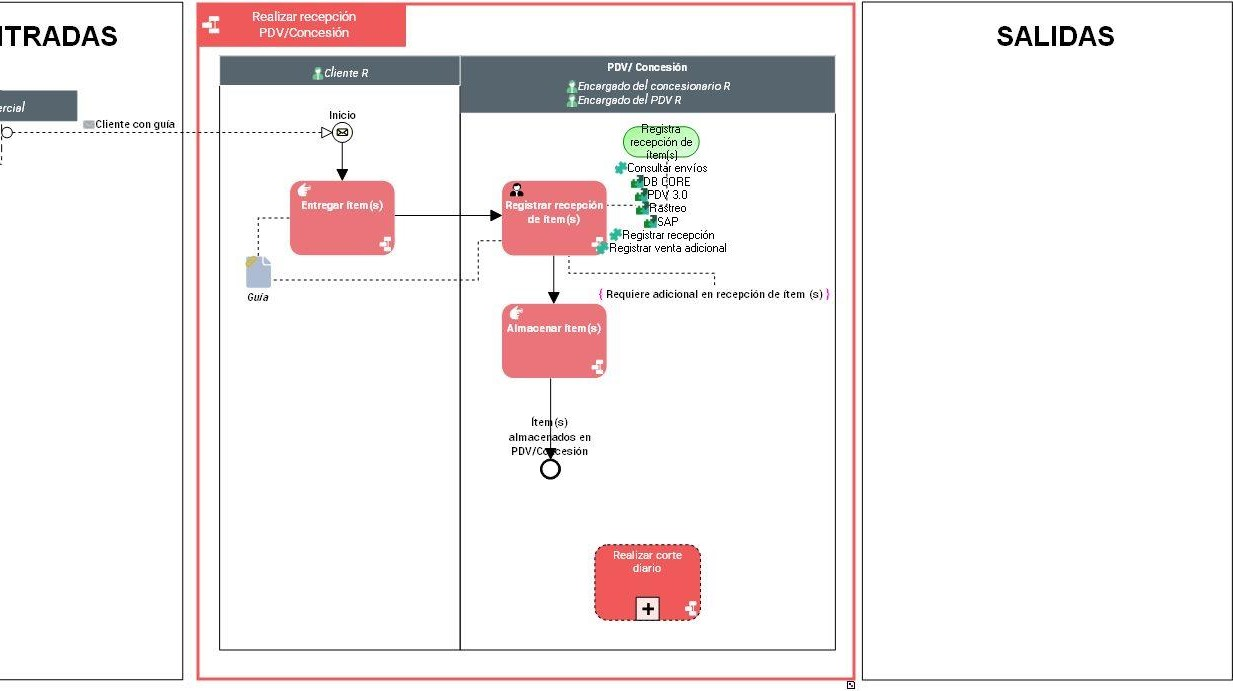 NTRADAS
ercial
Cliente con guía
Realizar recepción
PDV/Concesión
Cliente R
PDV/ Concesión
Encargado del concesionario R
Encargado del PDV R
Inicio
Entregar ítem(s)
Guía
Registrar recepción
de ítem(s)
Registra
recepción de
ítem(s)
Consultar envíos
DB CORE
PDV 3.0
Rastreo
SAP
Registrar recepción
Registrar venta adicional
{ Requiere adicional en recepción de ítem (s) }
Almacenar ítem(s)
Ítem(s)
almacenados en
PDV/Concesión
Realizar corte
diario
SALIDAS